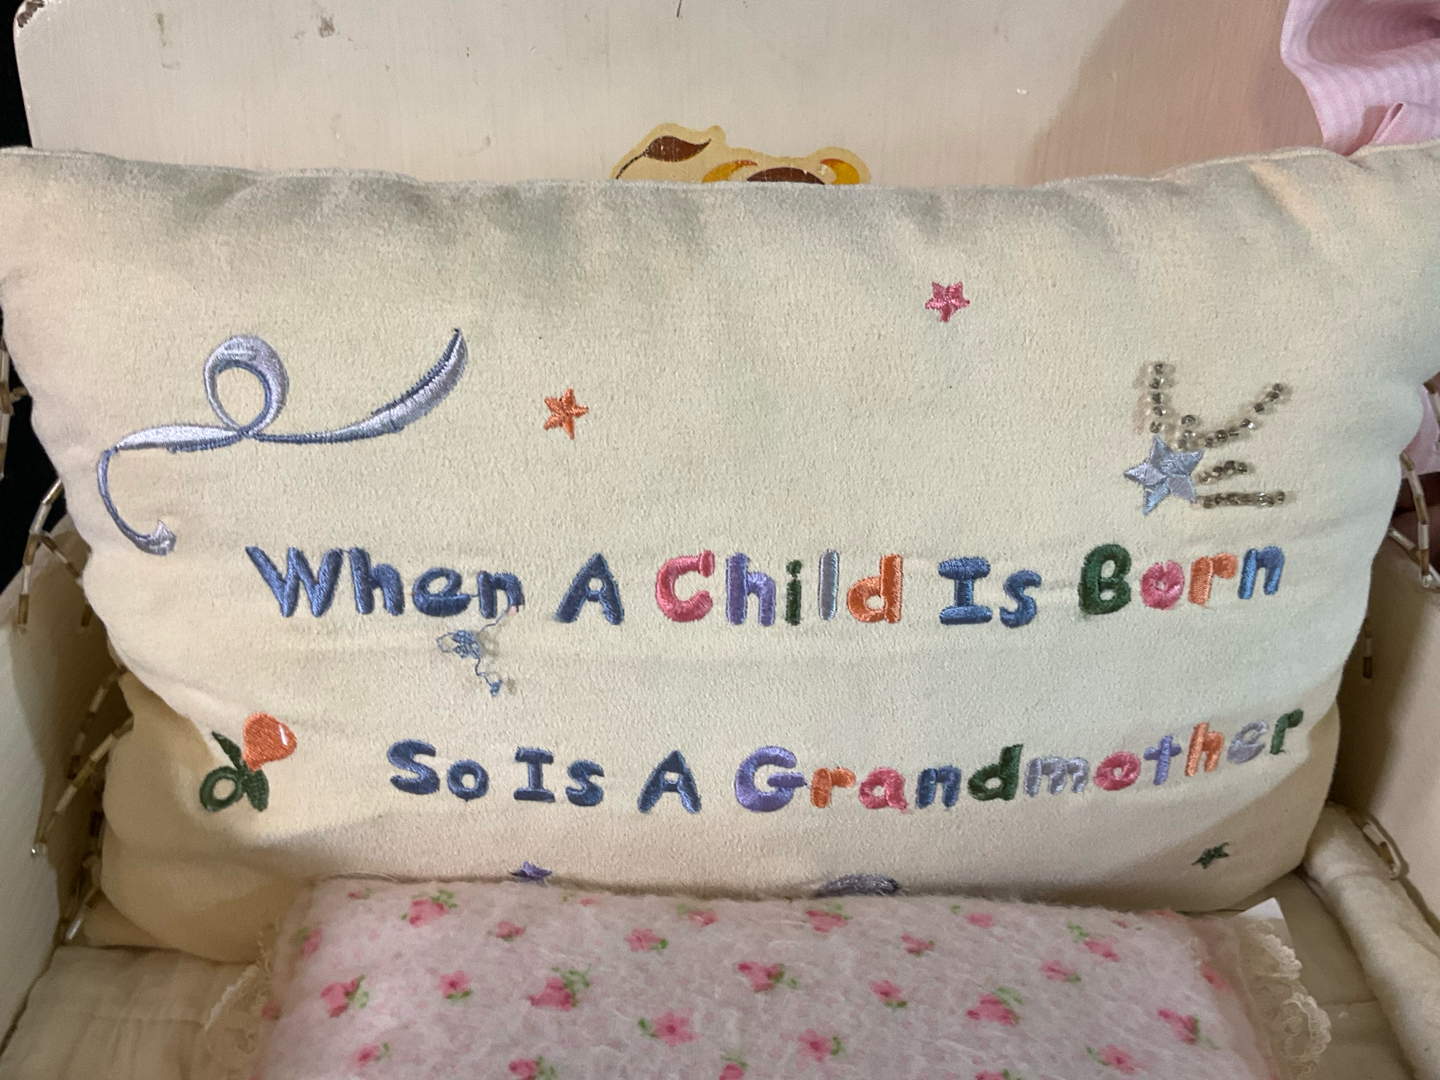 When A Child Is Born
So Is A Grandmother